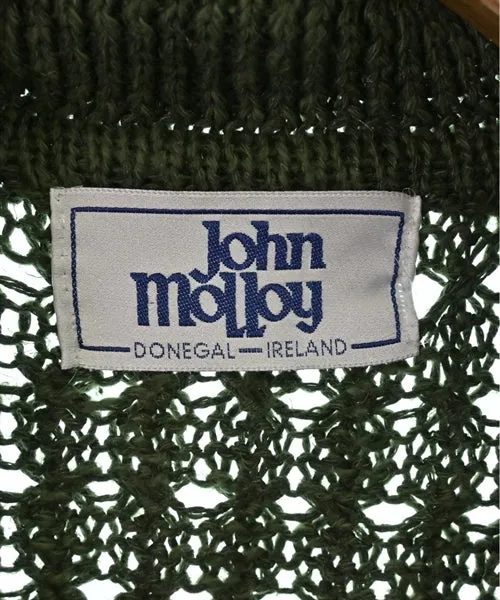 John
Molloy
DONEGAL — IRELAND